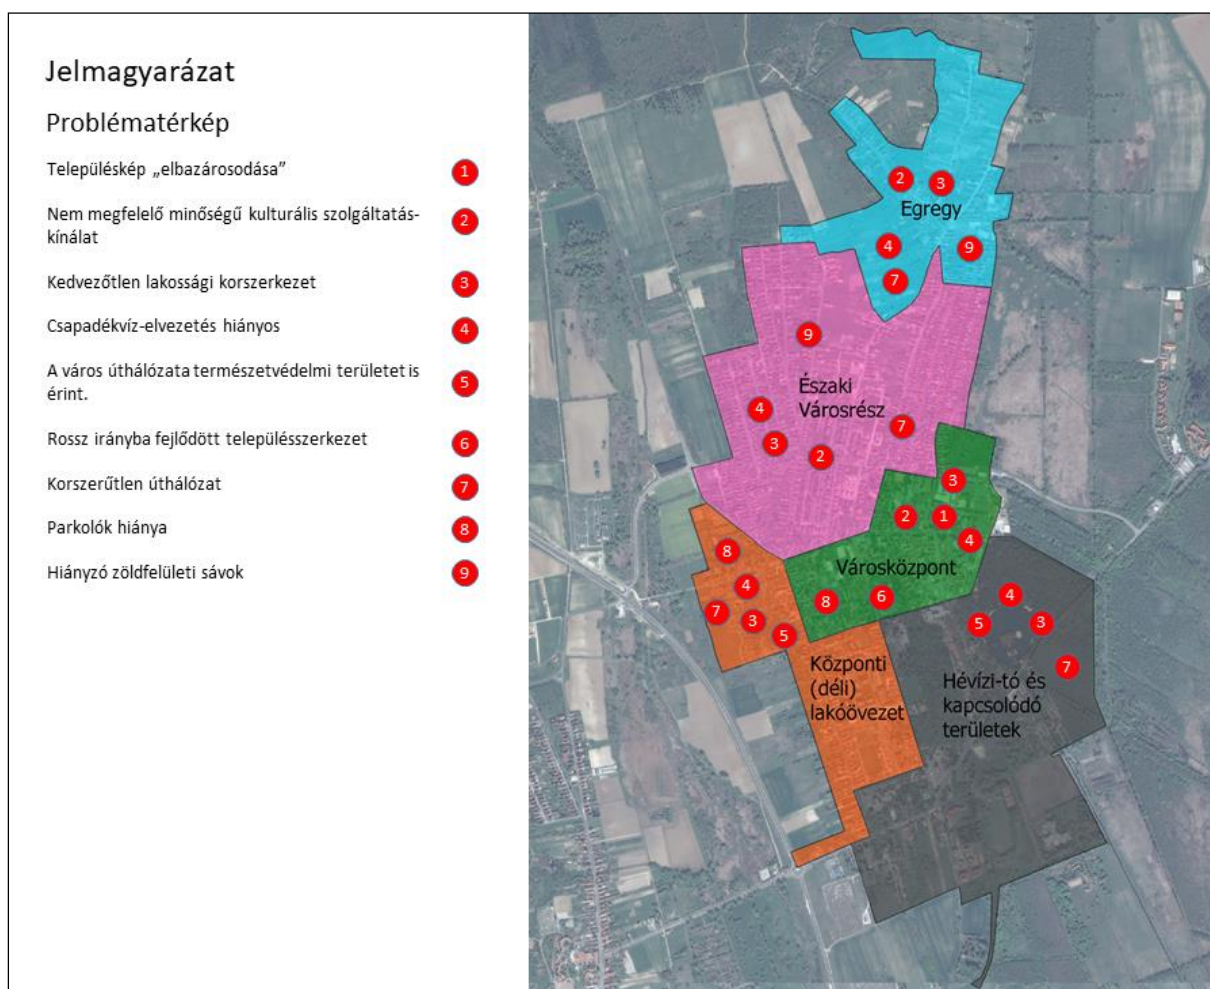 Jelmagyarázat
Problématérkép
Településkép „elbazárosodása”
1
Nem megfelelő minőségű kulturális szolgáltatás-
kínálat
2
Kedvezőtlen lakossági korszerkezet
3
Csapadékvíz-elvezetés hiányos
4
A város úthálózata természetvédelmi területet is
érint.
5
Rossz irányba fejlődött településszerkezet
6
Korszerűtlen úthálózat
7
Parkolók hiánya
8
Hiányzó zöldfelületi sávok
9
2
3
Egregy
4
9
7
9
Északi
Városrész
4
7
3
2
3
2
1
4
Városközpont
8
6
8
4
7
3
5
Központi
(déli)
lakóövezet
4
5
3
7
Hévízi-tó és
kapcsolódó
területek